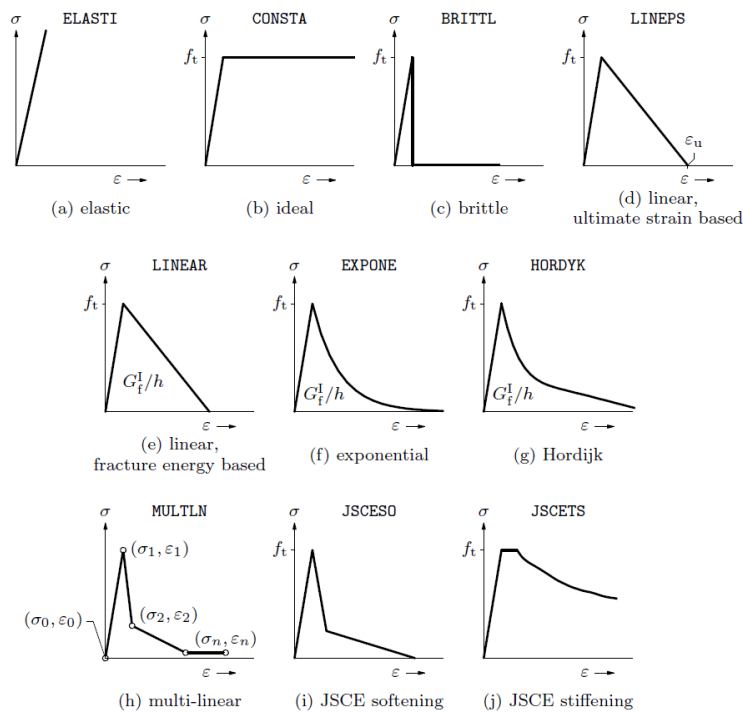 ELASTI CONSTA BRITTL LINEPS
σ σ σ σ
f_t f_t f_t
ε_u
ε ε ε ε
(a) elastic (b) ideal (c) brittle (d) linear,
ultimate strain based
LINEAR EXPONE HORDYK
σ σ σ
f_t f_t f_t
G_f^I/h G_f^I/h G_f^I/h
ε ε ε
(e) linear,
fracture energy based
(f) exponential (g) Hordijk
MULTLN JSCESO JSCETS
σ σ σ
(σ_1, ε_1) f_t f_t
(σ_0, ε_0) (σ_2, ε_2) (σ_n, ε_n)
ε ε ε
(h) multi-linear (i) JSCE softening (j) JSCE stiffening